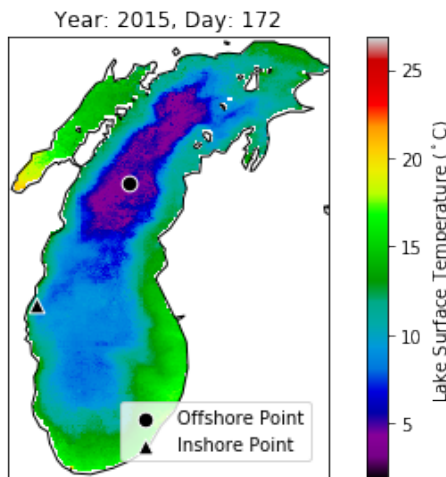 Year: 2015, Day: 172
25
20
15
10
5
Lake Surface Temperature (°C)
Offshore Point
Inshore Point